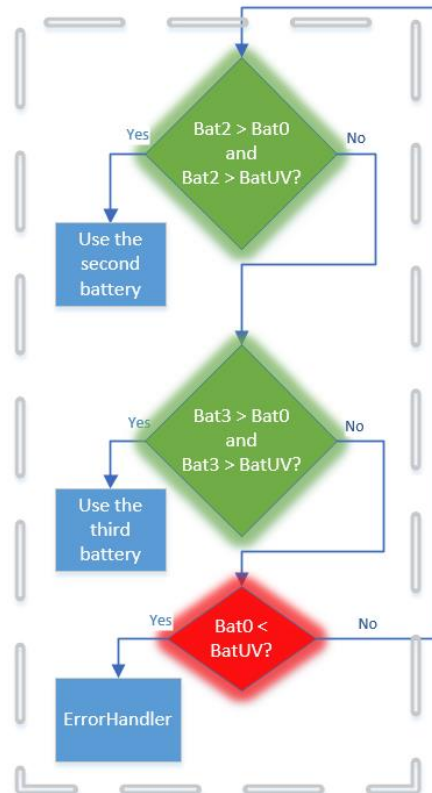 Bat2 > Bat0
and
Bat2 > BatUV?
Yes
No
Use the
second
battery
Bat3 > Bat0
and
Bat3 > BatUV?
Yes
No
Use the
third
battery
Bat0 <
BatUV?
Yes
No
ErrorHandler